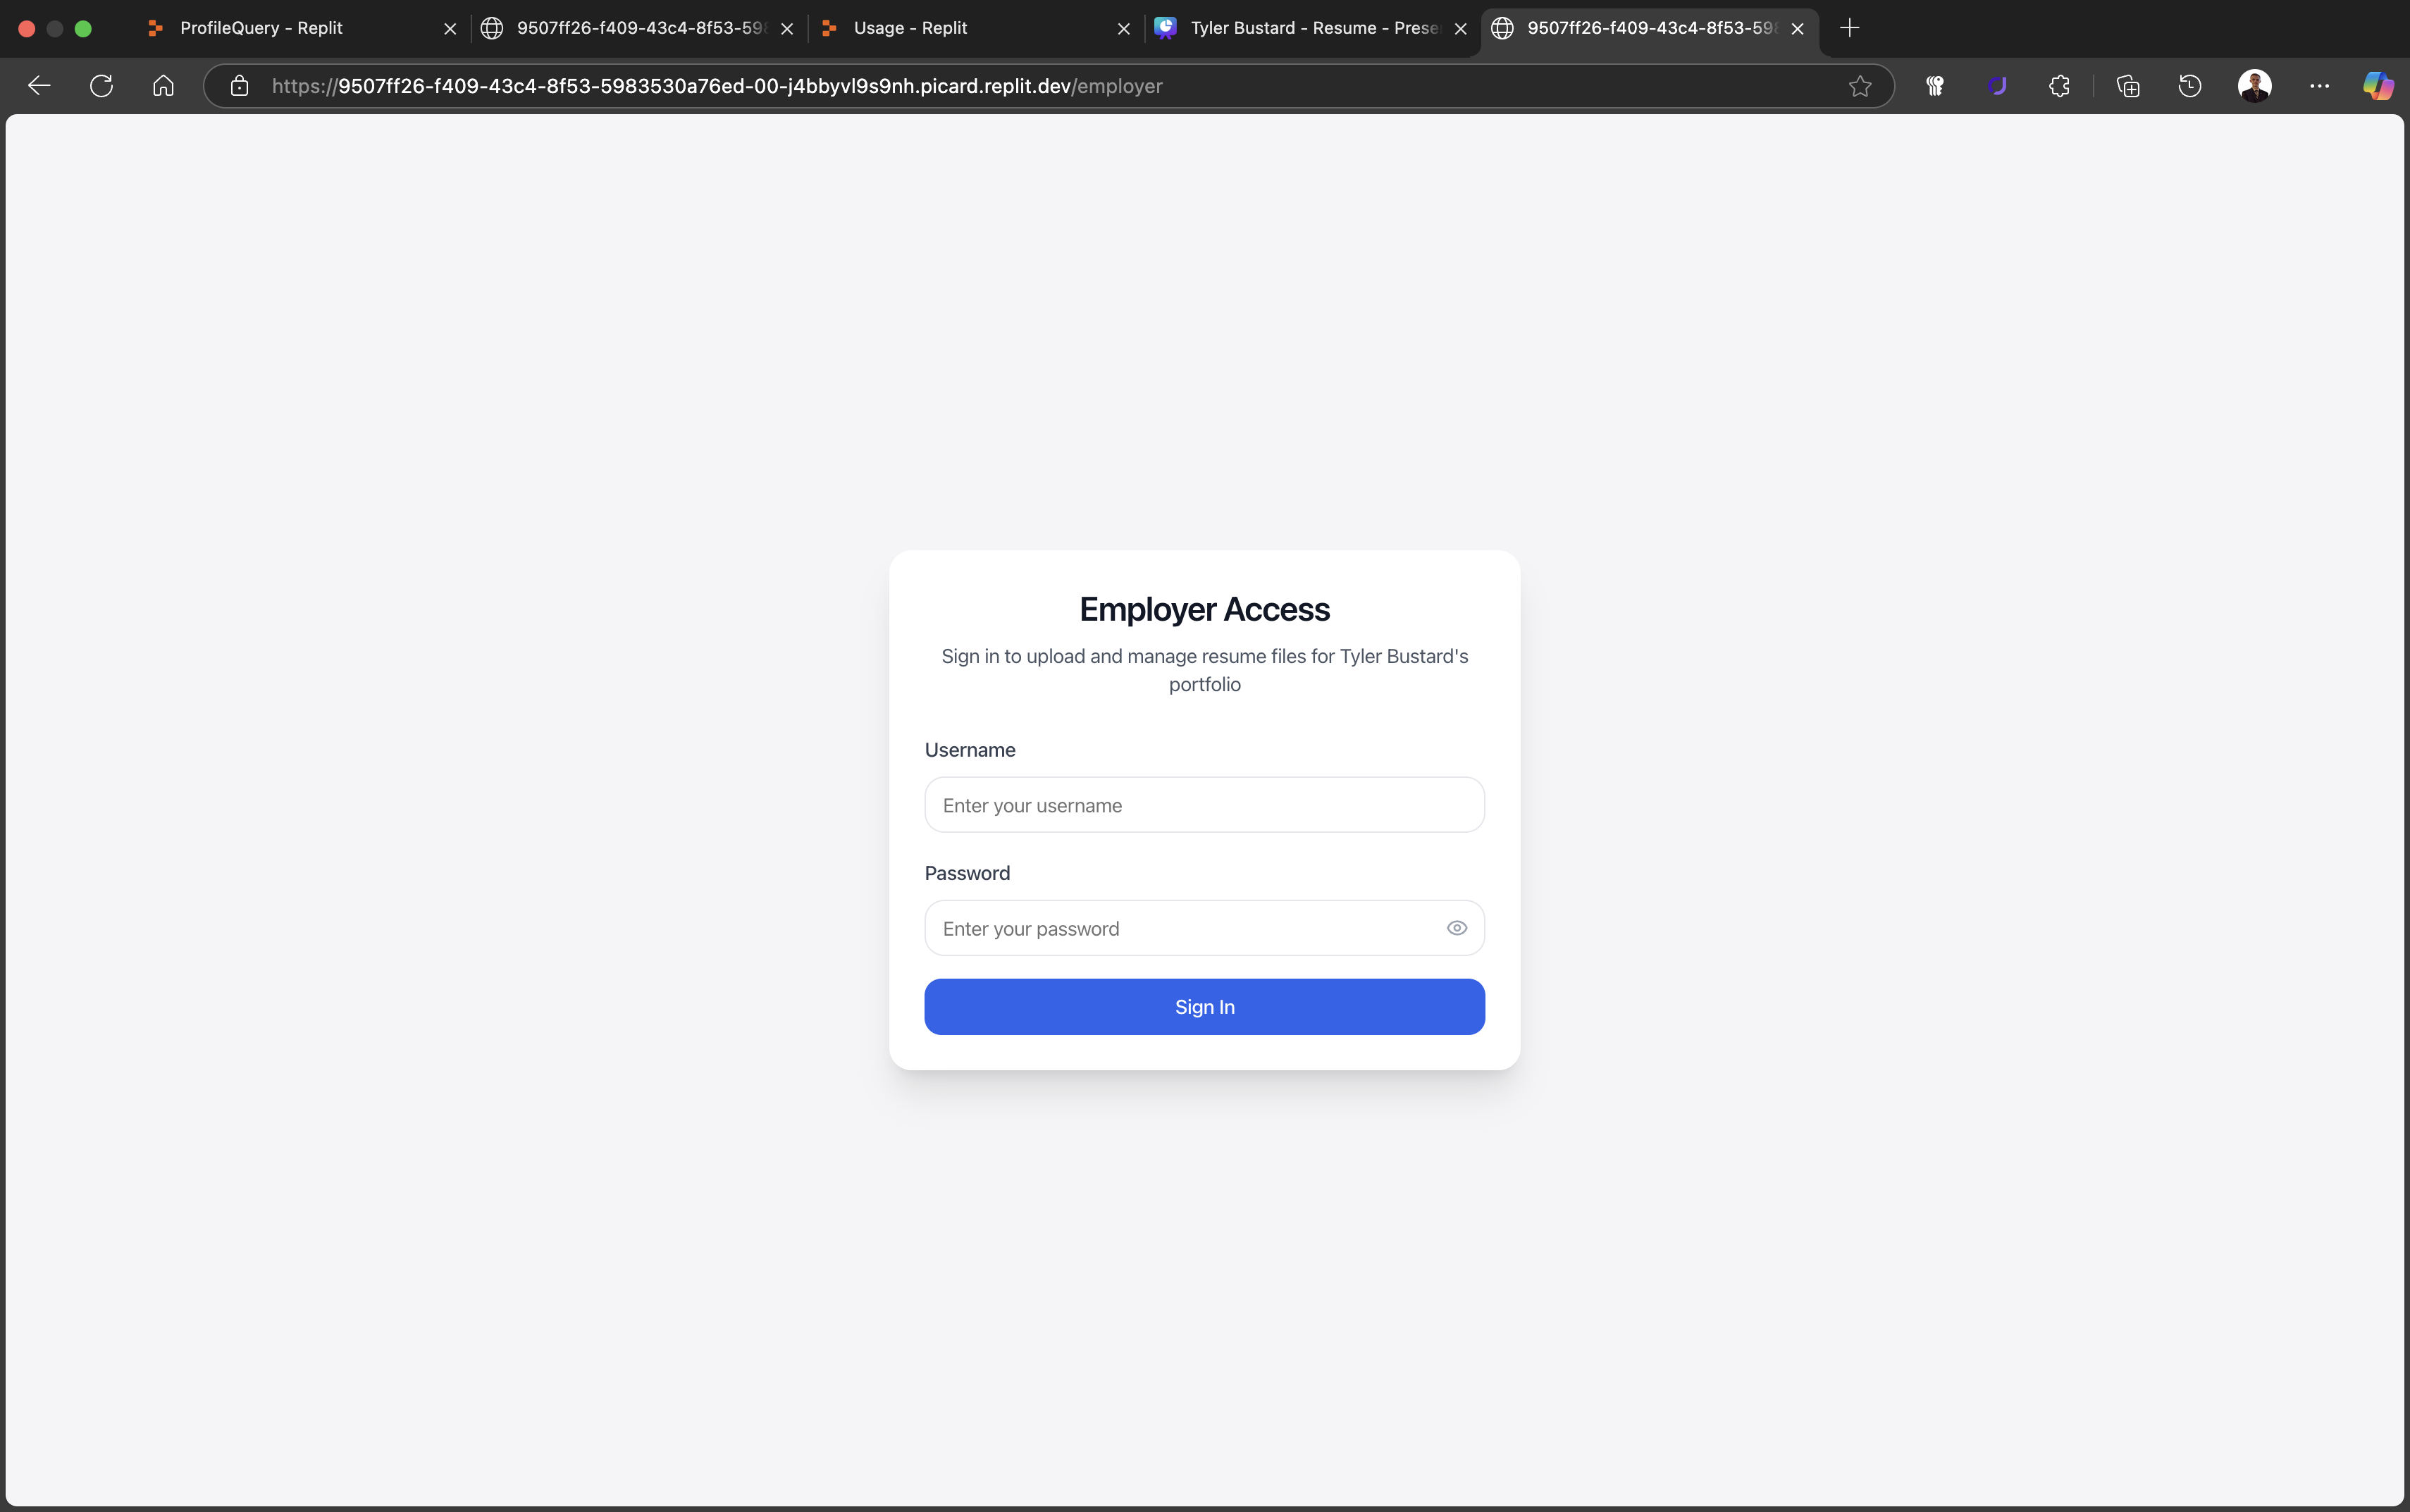 ProfileQuery - Replit
9507ff26-f409-43c4-8f53-598
Usage - Replit
Tyler Bustard - Resume - Prese
9507ff26-f409-43c4-8f53-598
https://9507ff26-f409-43c4-8f53-5983530a76ed-00-j4bbyvl9s9nh.picard.replit.dev/employer
Employer Access
Sign in to upload and manage resume files for Tyler Bustard's
portfolio
Username
Enter your username
Password
Enter your password
Sign In